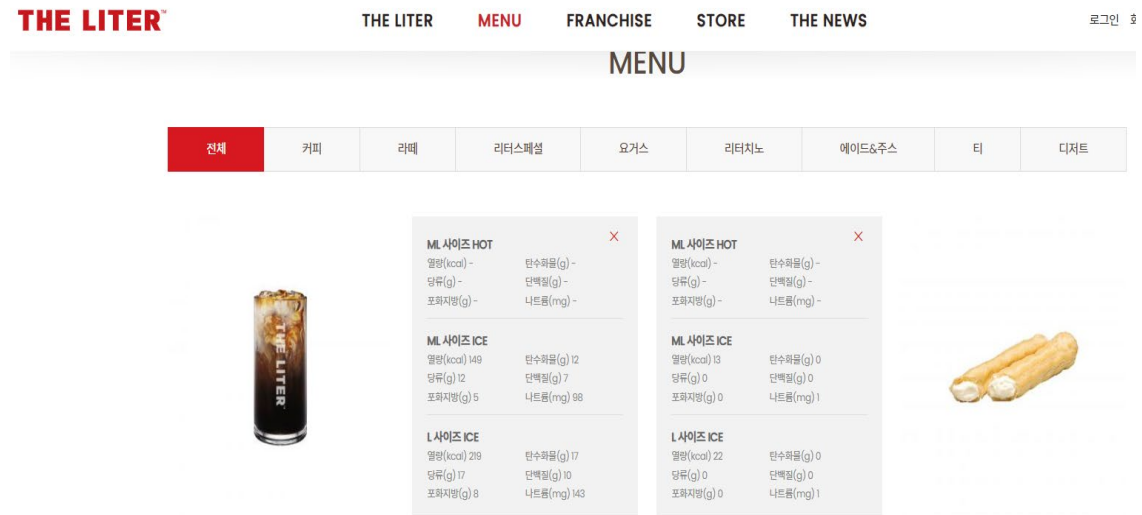 THE LITER™ THE LITER MENU FRANCHISE STORE THE NEWS 로그인
MENU
전체 커피 라떼 리터스페셜 요거스 리터치노 에이드&주스 티 디저트
THE LITER
ML 사이즈 HOT X
열량(kcal) - 탄수화물(g) -
당류(g) - 단백질(g) -
포화지방(g) - 나트륨(mg) -
ML 사이즈 ICE
열량(kcal) 149 탄수화물(g) 12
당류(g) 12 단백질(g) 7
포화지방(g) 5 나트륨(mg) 98
L 사이즈 ICE
열량(kcal) 219 탄수화물(g) 17
당류(g) 17 단백질(g) 10
포화지방(g) 8 나트륨(mg) 143
ML 사이즈 HOT X
열량(kcal) - 탄수화물(g) -
당류(g) - 단백질(g) -
포화지방(g) - 나트륨(mg) -
ML 사이즈 ICE
열량(kcal) 13 탄수화물(g) 0
당류(g) 0 단백질(g) 0
포화지방(g) 0 나트륨(mg) 1
L 사이즈 ICE
열량(kcal) 22 탄수화물(g) 0
당류(g) 0 단백질(g) 0
포화지방(g) 0 나트륨(mg) 1